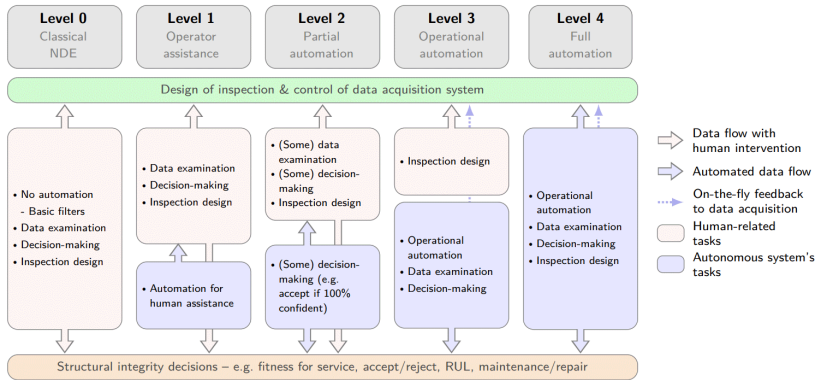 Level 0
Classical
NDE
Level 1
Operator
assistance
Level 2
Partial
automation
Level 3
Operational
automation
Level 4
Full
automation
Design of inspection & control of data acquisition system
• No automation
- Basic filters
• Data examination
• Decision-making
• Inspection design
• Data examination
• Decision-making
• Inspection design
• Automation for
human assistance
• (Some) data
examination
• (Some) decision-
making
• Inspection design
• (Some) decision-
making (e.g.
accept if 100%
confident)
• Inspection design
• Operational
automation
• Data examination
• Decision-making
• Operational
automation
• Data examination
• Decision-making
• Inspection design
Data flow with
human intervention
Automated data flow
On-the-fly feedback
to data acquisition
Human-related
tasks
Autonomous system's
tasks
Structural integrity decisions – e.g. fitness for service, accept/reject, RUL, maintenance/repair